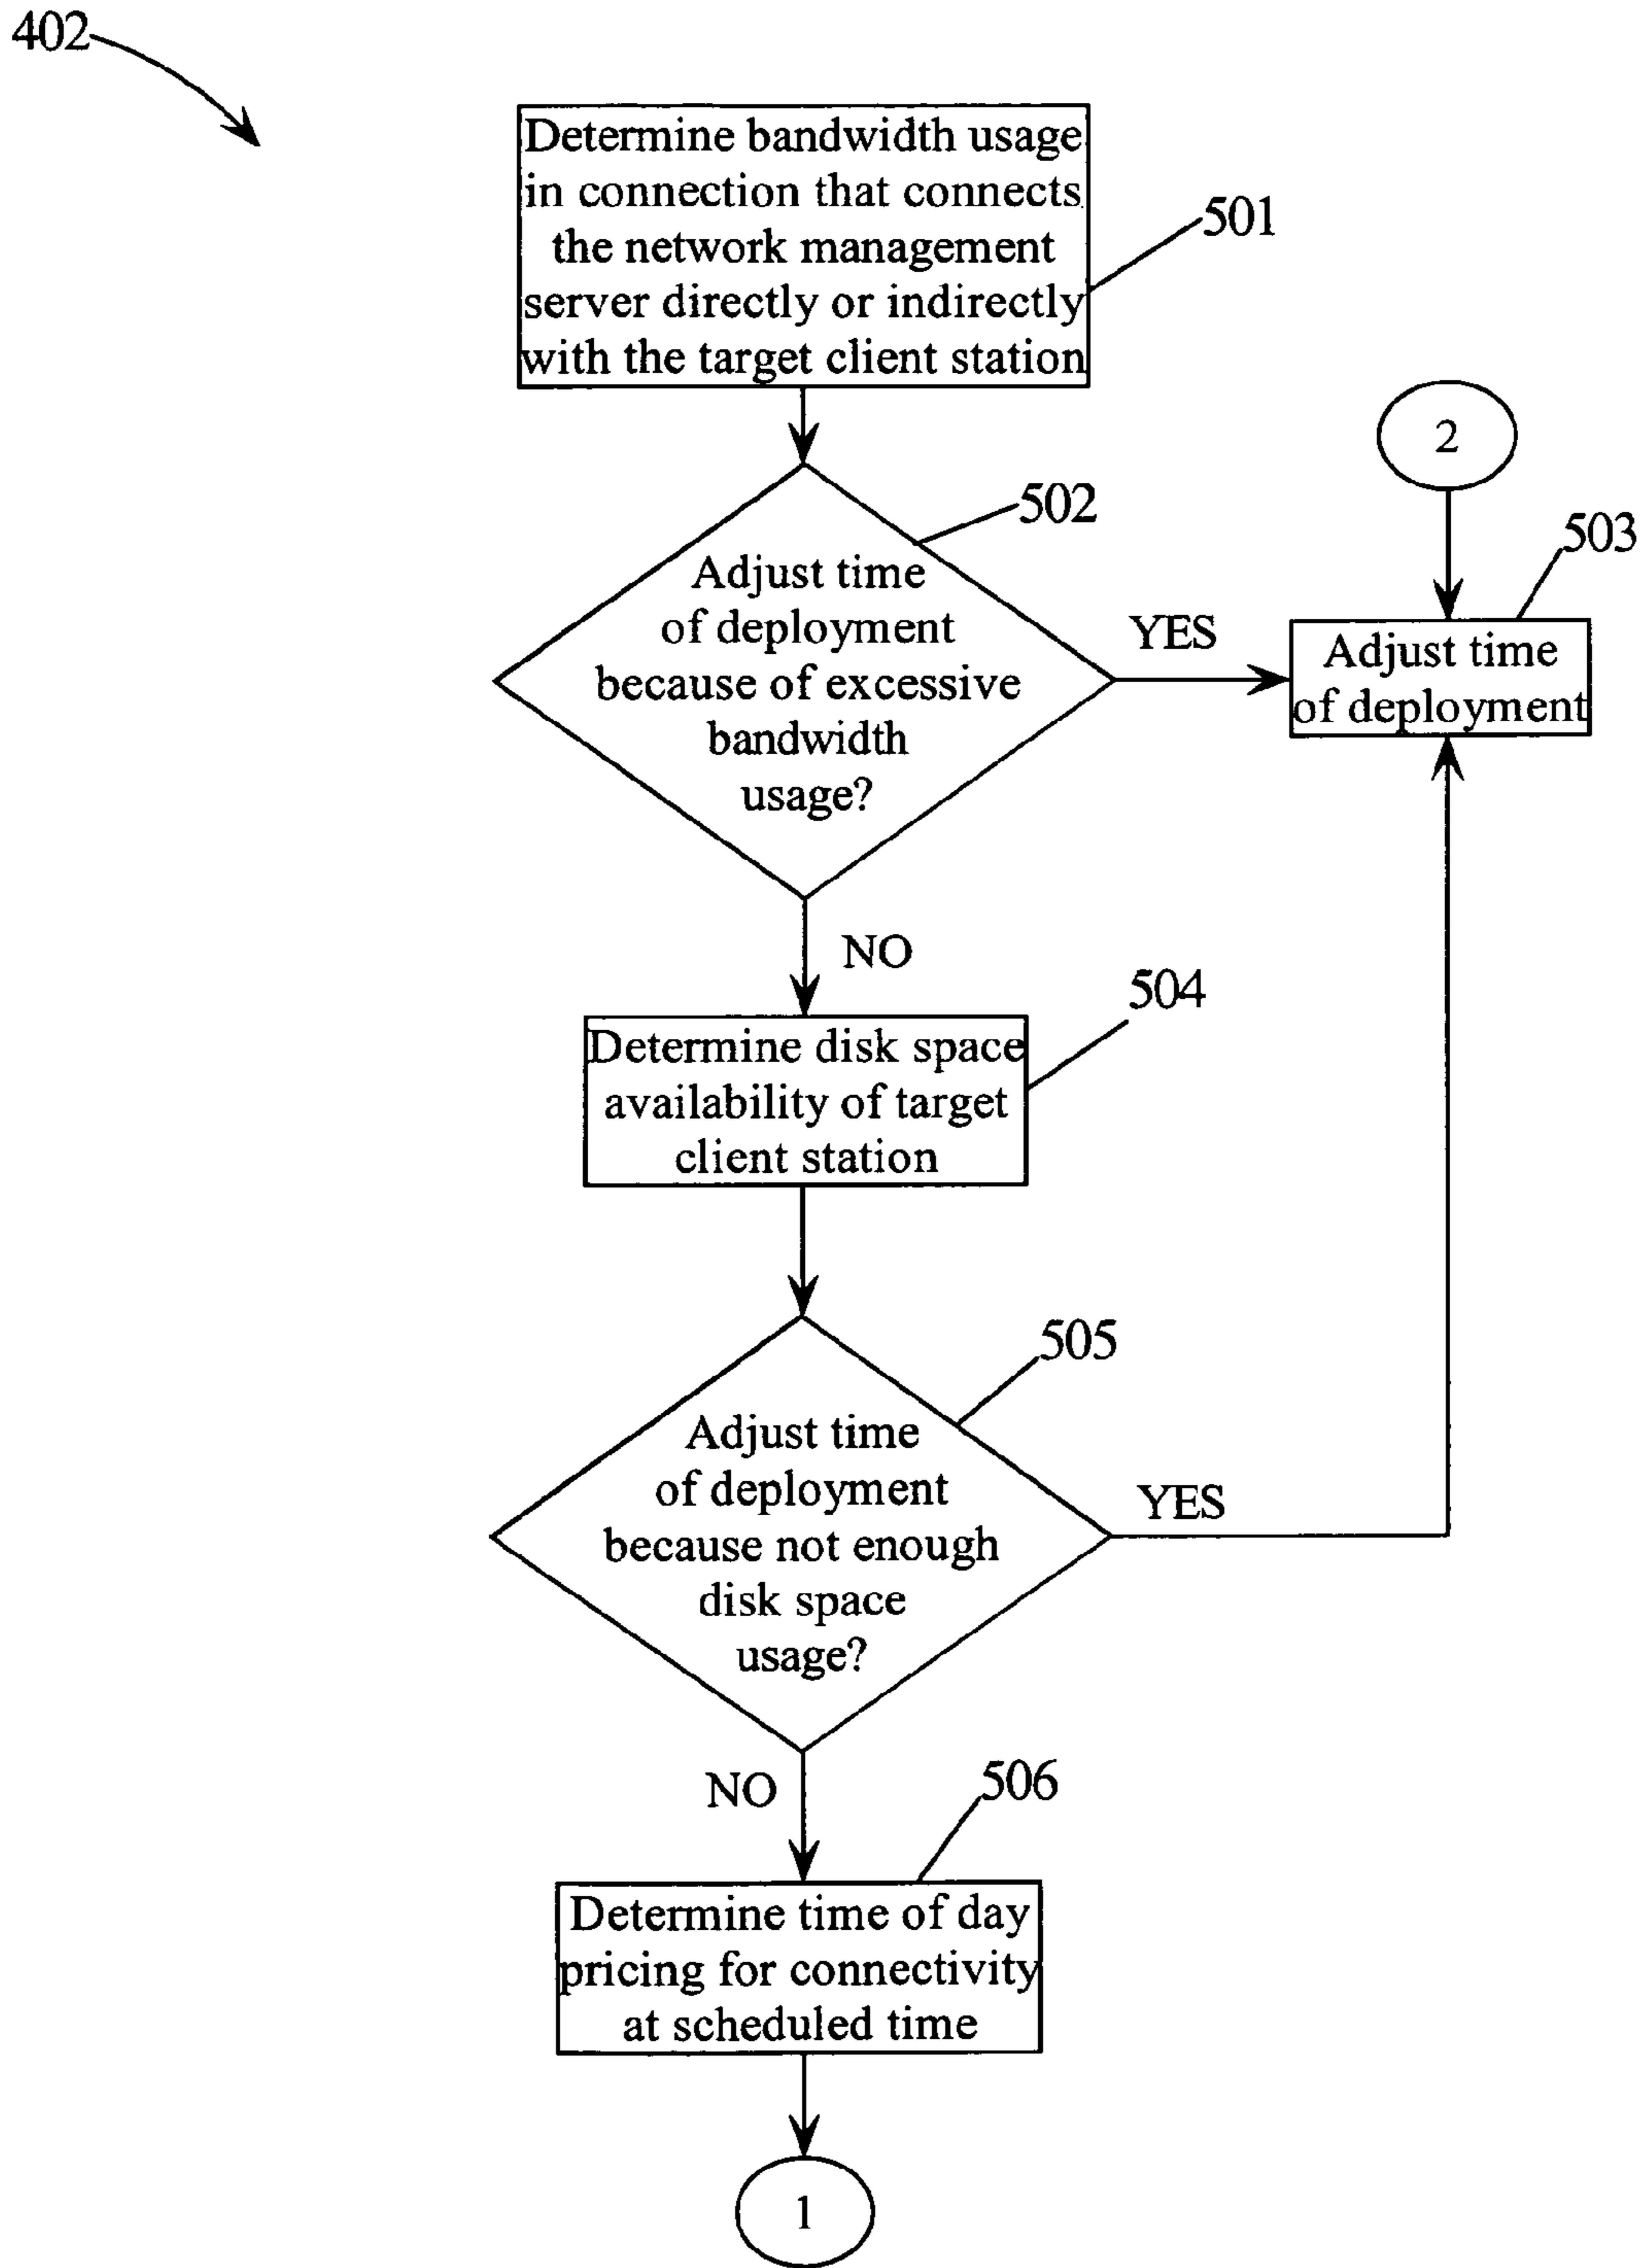 402
Determine bandwidth usage
in connection that connects
the network management
server directly or indirectly
with the target client station
501
2
502
Adjust time
of deployment
because of excessive
bandwidth
usage?
YES
503
Adjust time
of deployment
NO
504
Determine disk space
availability of target
client station
505
Adjust time
of deployment
because not enough
disk space
usage?
YES
NO
506
Determine time of day
pricing for connectivity
at scheduled time
1